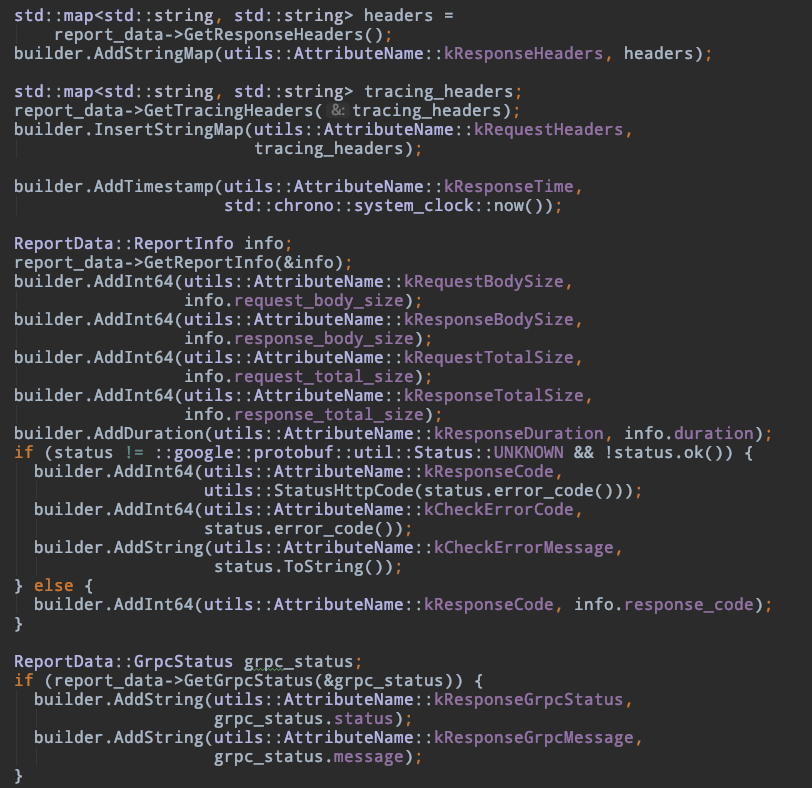 std::map<std::string, std::string> headers =
    report_data->GetResponseHeaders();
builder.AddStringMap(utils::AttributeName::kResponseHeaders, headers);

std::map<std::string, std::string> tracing_headers;
report_data->GetTracingHeaders( &: tracing_headers);
builder.InsertStringMap(utils::AttributeName::kRequestHeaders,
                        tracing_headers);

builder.AddTimestamp(utils::AttributeName::kResponseTime,
                     std::chrono::system_clock::now());

ReportData::ReportInfo info;
report_data->GetReportInfo(&info);
builder.AddInt64(utils::AttributeName::kRequestBodySize,
                 info.request_body_size);
builder.AddInt64(utils::AttributeName::kResponseBodySize,
                 info.response_body_size);
builder.AddInt64(utils::AttributeName::kRequestTotalSize,
                 info.request_total_size);
builder.AddInt64(utils::AttributeName::kResponseTotalSize,
                 info.response_total_size);
builder.AddDuration(utils::AttributeName::kResponseDuration, info.duration);
if (status != ::google::protobuf::util::Status::UNKNOWN && !status.ok()) {
  builder.AddInt64(utils::AttributeName::kResponseCode,
                   utils::StatusHttpCode(status.error_code()));
  builder.AddInt64(utils::AttributeName::kCheckErrorCode,
                   status.error_code());
  builder.AddString(utils::AttributeName::kCheckErrorMessage,
                    status.ToString());
} else {
  builder.AddInt64(utils::AttributeName::kResponseCode, info.response_code);
}

ReportData::GrpcStatus grpc_status;
if (report_data->GetGrpcStatus(&grpc_status)) {
  builder.AddString(utils::AttributeName::kResponseGrpcStatus,
                    grpc_status.status);
  builder.AddString(utils::AttributeName::kResponseGrpcMessage,
                    grpc_status.message);
}